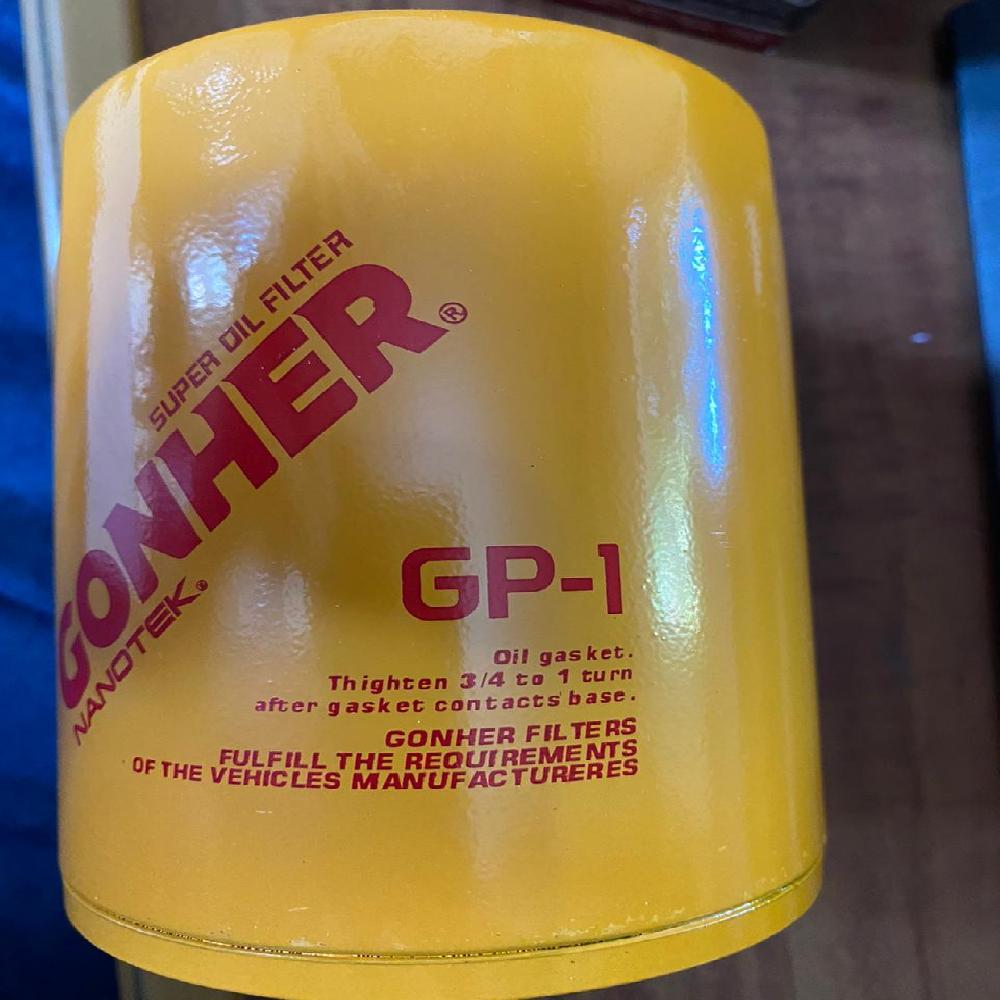 SUPER OIL FILTER
GONHER®
NANOTEK®
GP-1
Oil gasket.
Thighten 3/4 to 1 turn
after gasket contacts base.
GONHER FILTERS
FULFILL THE REQUIREMENTS
OF THE VEHICLES MANUFACTURERES